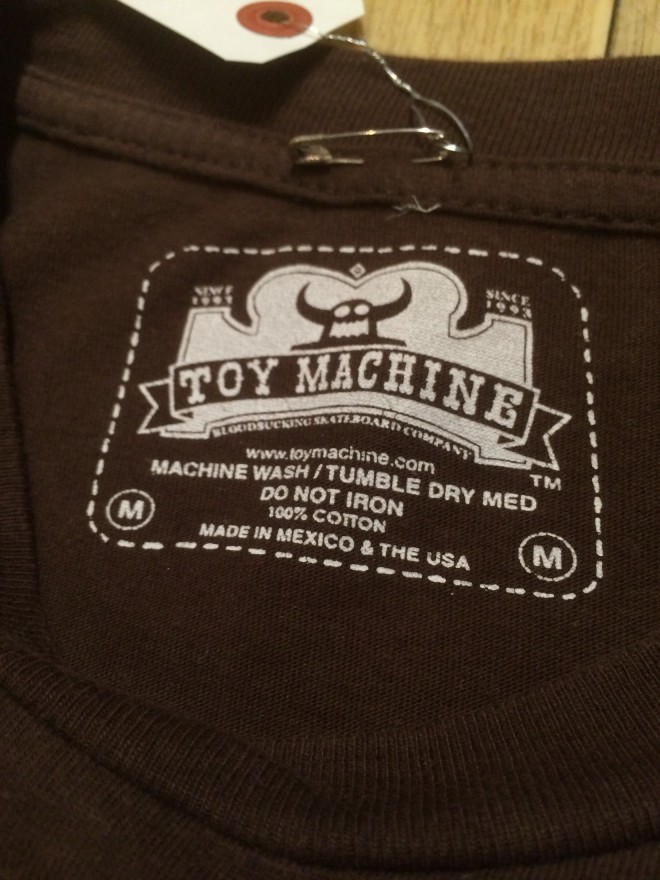 SINCE
1993
SINCE
1993
TOY MACHINE
BLOODSUCKING SKATEBOARD COMPANY
TM
www.toymachine.com
MACHINE WASH / TUMBLE DRY MED
DO NOT IRON
100% COTTON
MADE IN MEXICO & THE USA
M
M